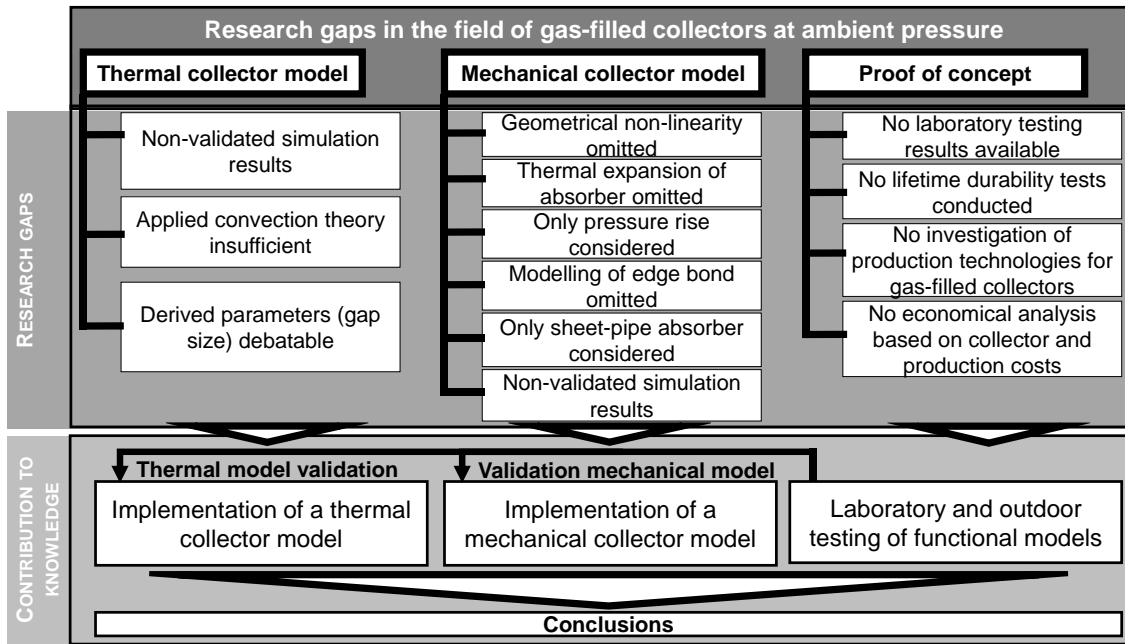 Research gaps in the field of gas-filled collectors at ambient pressure
Thermal collector model
Mechanical collector model
Proof of concept
RESEARCH GAPS
Non-validated simulation
results
Applied convection theory
insufficient
Derived parameters (gap
size) debatable
Geometrical non-linearity
omitted
Thermal expansion of
absorber omitted
Only pressure rise
considered
Modelling of edge bond
omitted
Only sheet-pipe absorber
considered
Non-validated simulation
results
No laboratory testing
results available
No lifetime durability tests
conducted
No investigation of
production technologies for
gas-filled collectors
No economical analysis
based on collector and
production costs
CONTRIBUTION TO
KNOWLEDGE
Thermal model validation
Validation mechanical model
Implementation of a thermal
collector model
Implementation of a
mechanical collector model
Laboratory and outdoor
testing of functional models
Conclusions